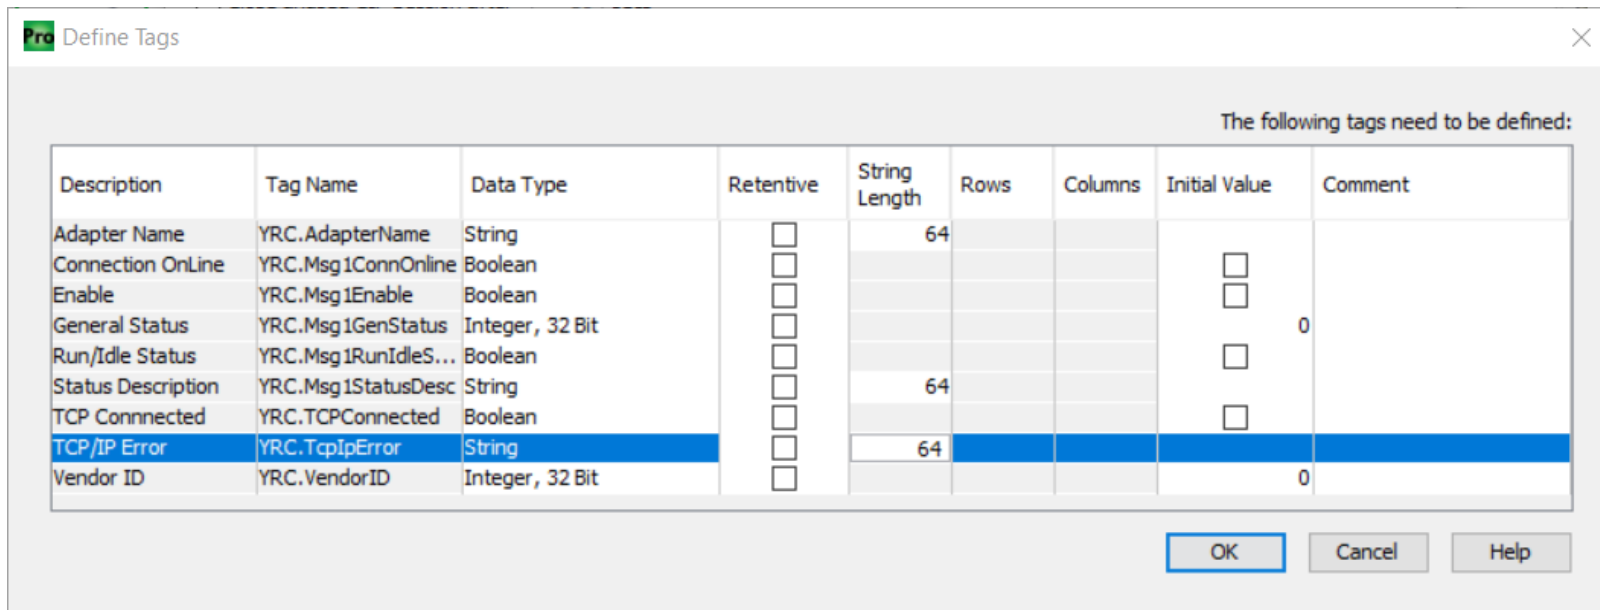 Pro Define Tags
The following tags need to be defined:
Description Tag Name Data Type Retentive String Length Rows Columns Initial Value Comment
Adapter Name YRC.AdapterName String 64
Connection OnLine YRC.Msg1ConnOnline Boolean
Enable YRC.Msg1Enable Boolean
General Status YRC.Msg1GenStatus Integer, 32 Bit 0
Run/Idle Status YRC.Msg1RunIdleS... Boolean
Status Description YRC.Msg1StatusDesc String 64
TCP Connnected YRC.TCPConnected Boolean
TCP/IP Error YRC.TcpIpError String 64
Vendor ID YRC.VendorID Integer, 32 Bit 0
OK Cancel Help